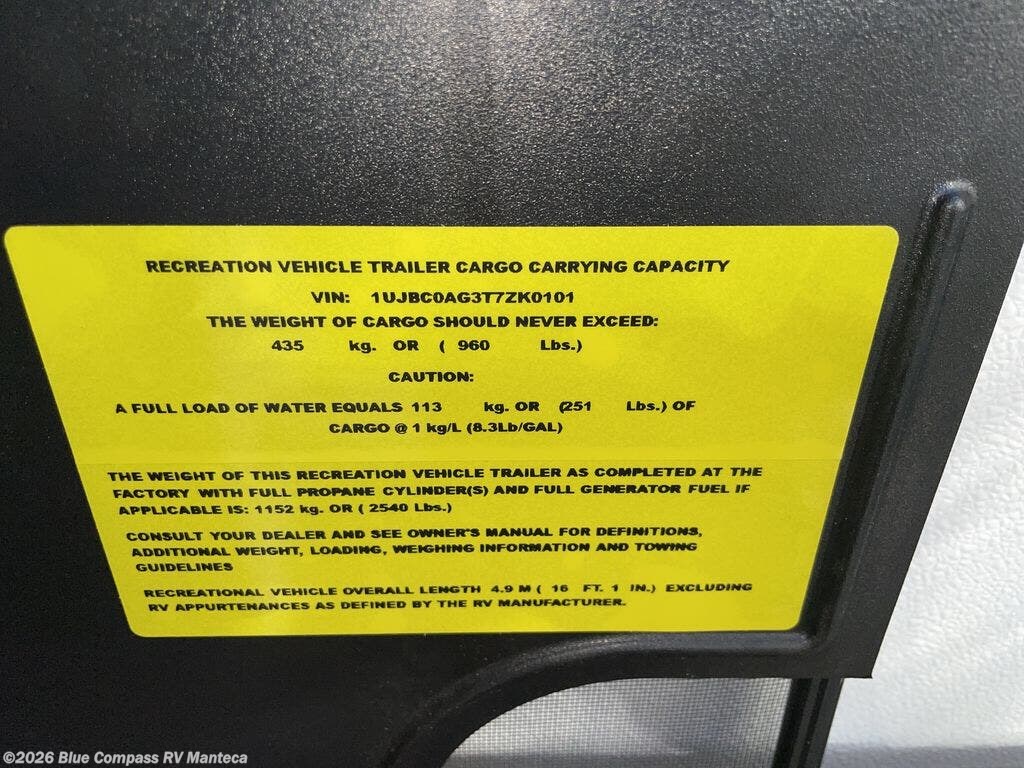 RECREATION VEHICLE TRAILER CARGO CARRYING CAPACITY
VIN: 1UJBC0AG3T7ZK0101
THE WEIGHT OF CARGO SHOULD NEVER EXCEED:
435 kg. OR ( 960 Lbs.)
CAUTION:
A FULL LOAD OF WATER EQUALS 113 kg. OR (251 Lbs.) OF
CARGO @ 1 kg/L (8.3Lb/GAL)
THE WEIGHT OF THIS RECREATION VEHICLE TRAILER AS COMPLETED AT THE
FACTORY WITH FULL PROPANE CYLINDER(S) AND FULL GENERATOR FUEL IF
APPLICABLE IS: 1152 kg. OR ( 2540 Lbs.)
CONSULT YOUR DEALER AND SEE OWNER'S MANUAL FOR DEFINITIONS,
ADDITIONAL WEIGHT, LOADING, WEIGHING INFORMATION AND TOWING
GUIDELINES
RECREATIONAL VEHICLE OVERALL LENGTH 4.9 M ( 16 FT. 1 IN.) EXCLUDING
RV APPURTENANCES AS DEFINED BY THE RV MANUFACTURER.
©2026 Blue Compass RV Manteca